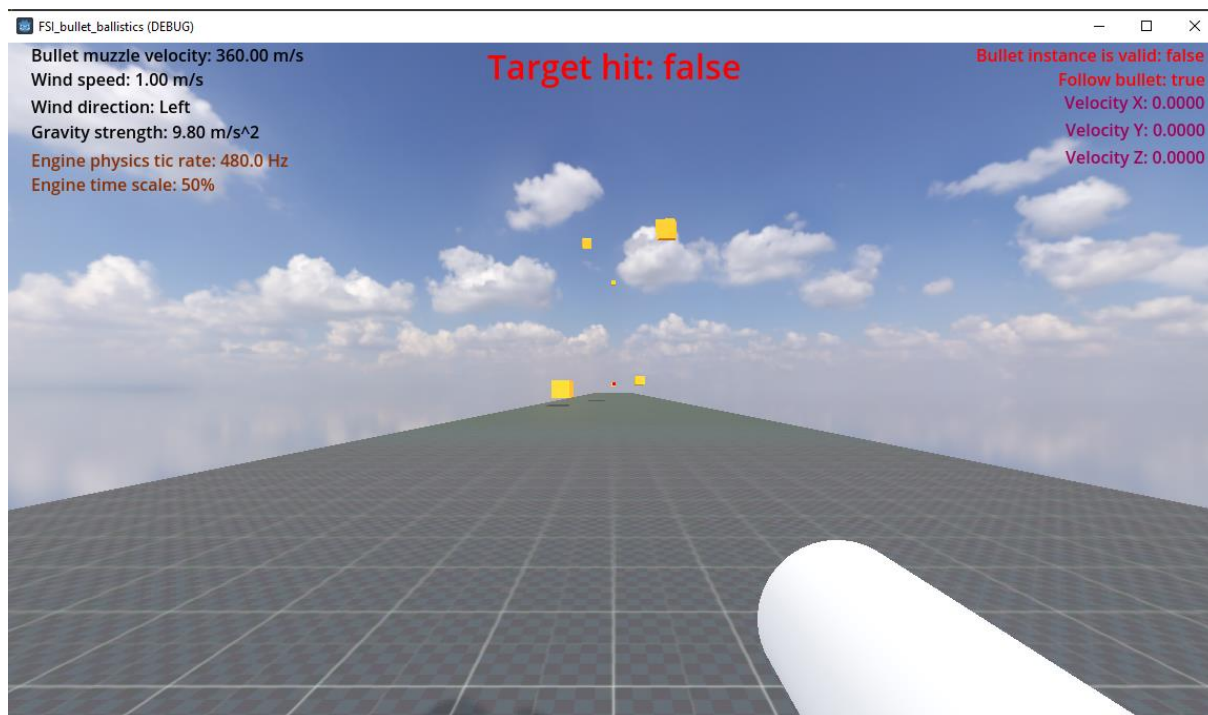 FSI_bullet_ballistics (DEBUG)
Bullet muzzle velocity: 360.00 m/s
Wind speed: 1.00 m/s
Wind direction: Left
Gravity strength: 9.80 m/s^2
Engine physics tic rate: 480.0 Hz
Engine time scale: 50%
Target hit: false
Bullet instance is valid: false
Follow bullet: true
Velocity X: 0.0000
Velocity Y: 0.0000
Velocity Z: 0.0000